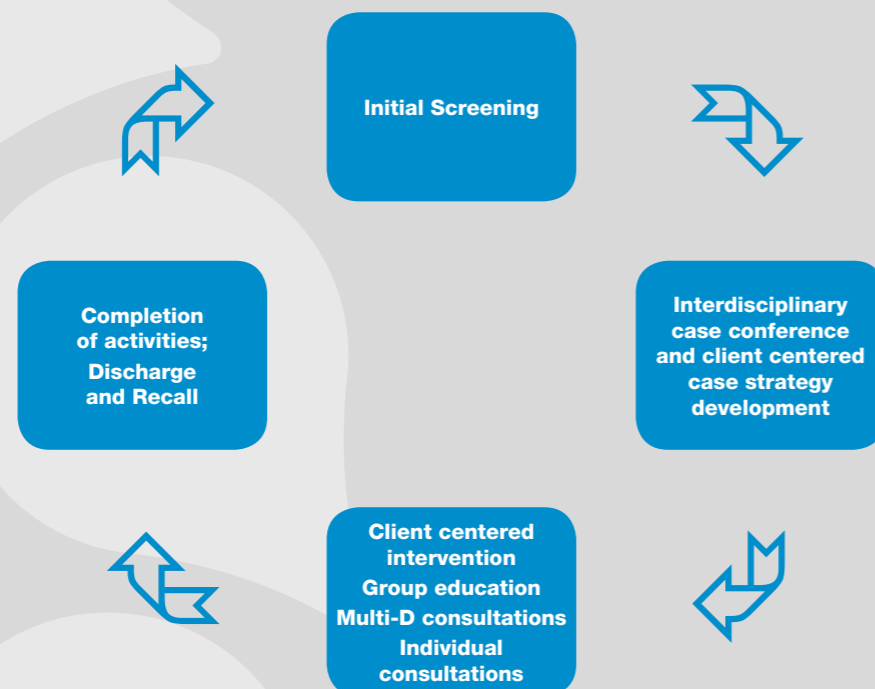 Initial Screening
Interdisciplinary
case conference
and client centered
case strategy
development
Client centered
intervention
Group education
Multi-D consultations
Individual
consultations
Completion
of activities;
Discharge
and Recall